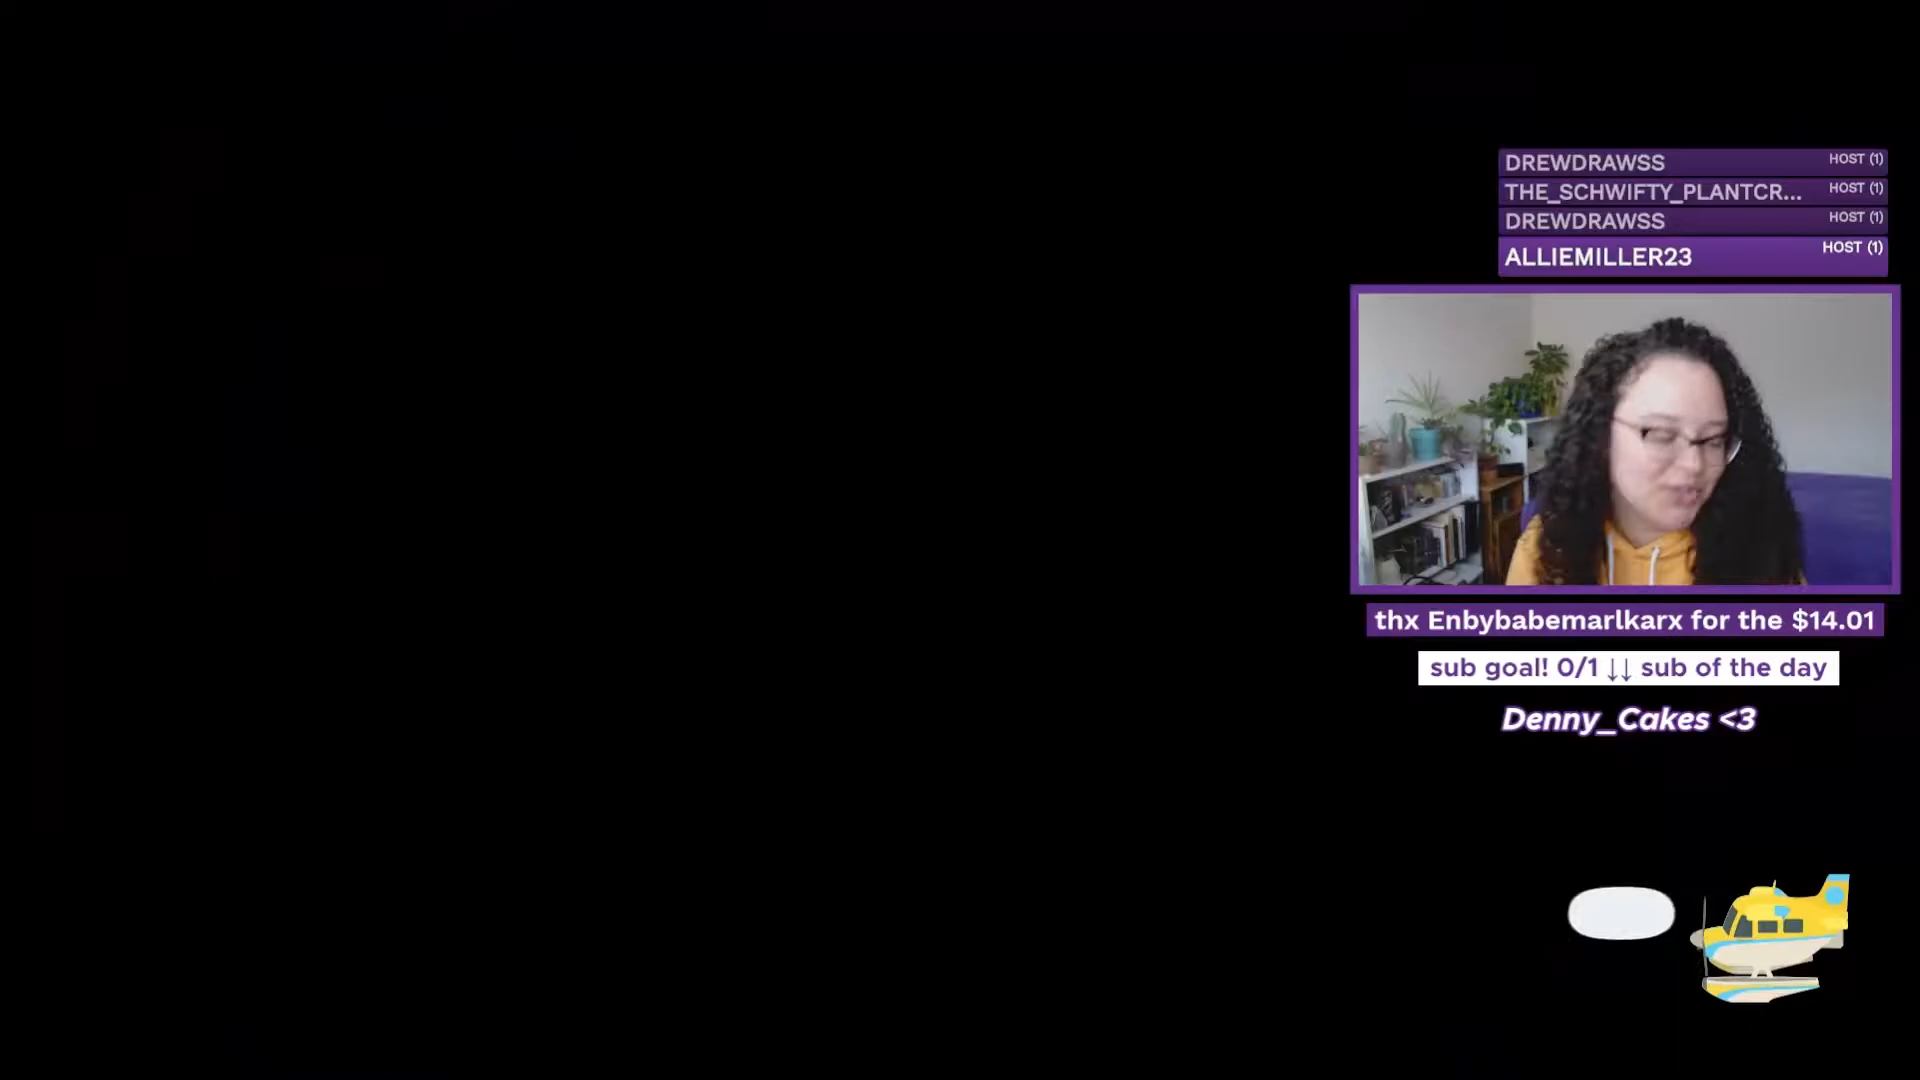 DREWDRAWSS HOST (1)
THE_SCHWIFTY_PLANTCR... HOST (1)
DREWDRAWSS HOST (1)
ALLIEMILLER23 HOST (1)
thx Enbybabemarlkarx for the $14.01
sub goal! 0/1 ↓↓ sub of the day
Denny_Cakes <3